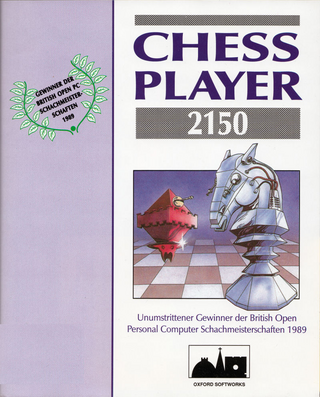 GEWINNER DER
BRITISH OPEN PC-
SCHACHMEISTER-
SCHAFTEN
1989
CHESS
PLAYER
2150
Unumstrittener Gewinner der British Open
Personal Computer Schachmeisterschaften 1989
OXFORD SOFTWORKS